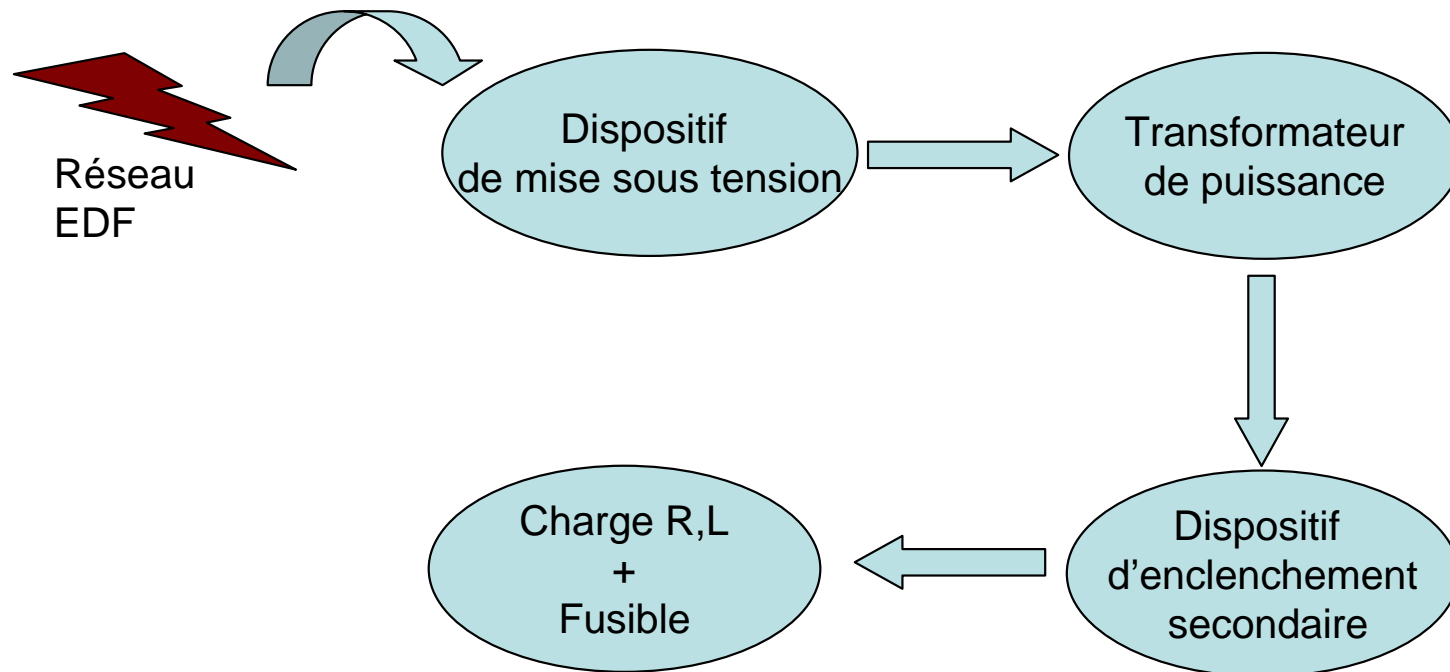 Réseau
EDF
Dispositif
de mise sous tension
Transformateur
de puissance
Dispositif
d’enclenchement
secondaire
Charge R,L
+
Fusible